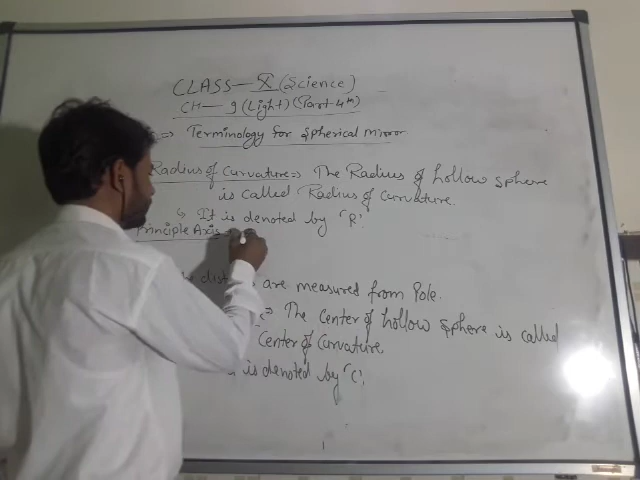 CLASS — X (Science)
CH — 9 (Light) (Part 4th)
=> Terminology for Spherical mirror
Radius of Curvature => The Radius of hollow sphere
is called Radius of Curvature.
↳ It is denoted by 'R'.
Principle Axis
are measured from Pole.
=> The Center of hollow sphere is called
Center of Curvature.
is denoted by 'C'.